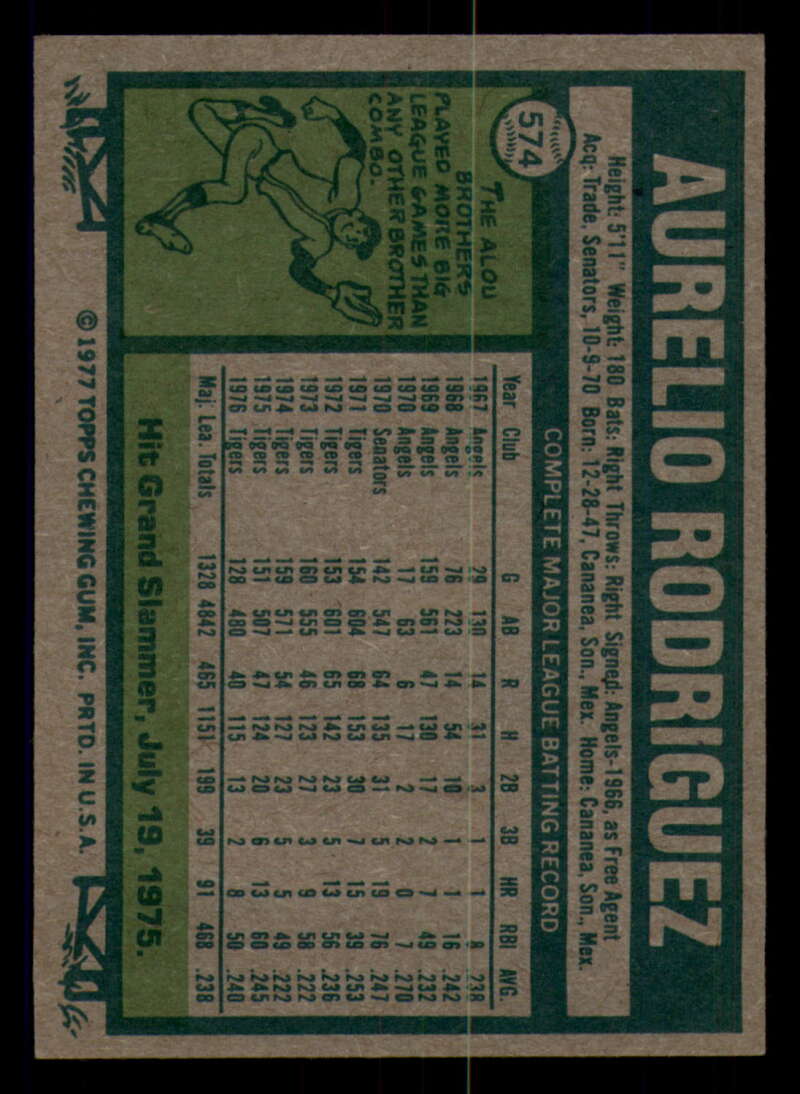 AURELIO RODRIGUEZ
574
Height: 5'11" Weight: 180 Bats: Right Throws: Right Signed: Angels-1966, as Free Agent
Acq: Trade, Senators, 10-9-70 Born: 12-28-47, Cananea, Son., Mex. Home: Cananea, Son., Mex.
THE ALOU
BROTHERS
PLAYED MORE BIG
LEAGUE GAMES THAN
ANY OTHER BROTHER
COMBO.
COMPLETE MAJOR LEAGUE BATTING RECORD
Year Club G AB R H 2B 3B HR RBI AVG.
1967 Angels 29 130 14 31 3 1 1 8 .238
1968 Angels 76 223 14 54 10 1 1 16 .242
1969 Angels 159 561 47 130 17 2 7 49 .232
1970 Angels 17 63 6 17 2 2 0 7 .270
1970 Senators 142 547 64 135 31 5 19 76 .247
1971 Tigers 154 604 68 153 30 7 15 39 .253
1972 Tigers 153 601 65 142 23 5 13 56 .236
1973 Tigers 160 555 46 123 27 3 9 58 .222
1974 Tigers 159 571 54 127 23 5 5 49 .222
1975 Tigers 151 507 47 124 20 6 13 60 .245
1976 Tigers 128 480 40 115 13 2 8 50 .240
Maj. Lea. Totals 1328 4842 465 1151 199 39 91 468 .238
Hit Grand Slammer, July 19, 1975.
© 1977 TOPPS CHEWING GUM, INC. PRTD. IN U.S.A.